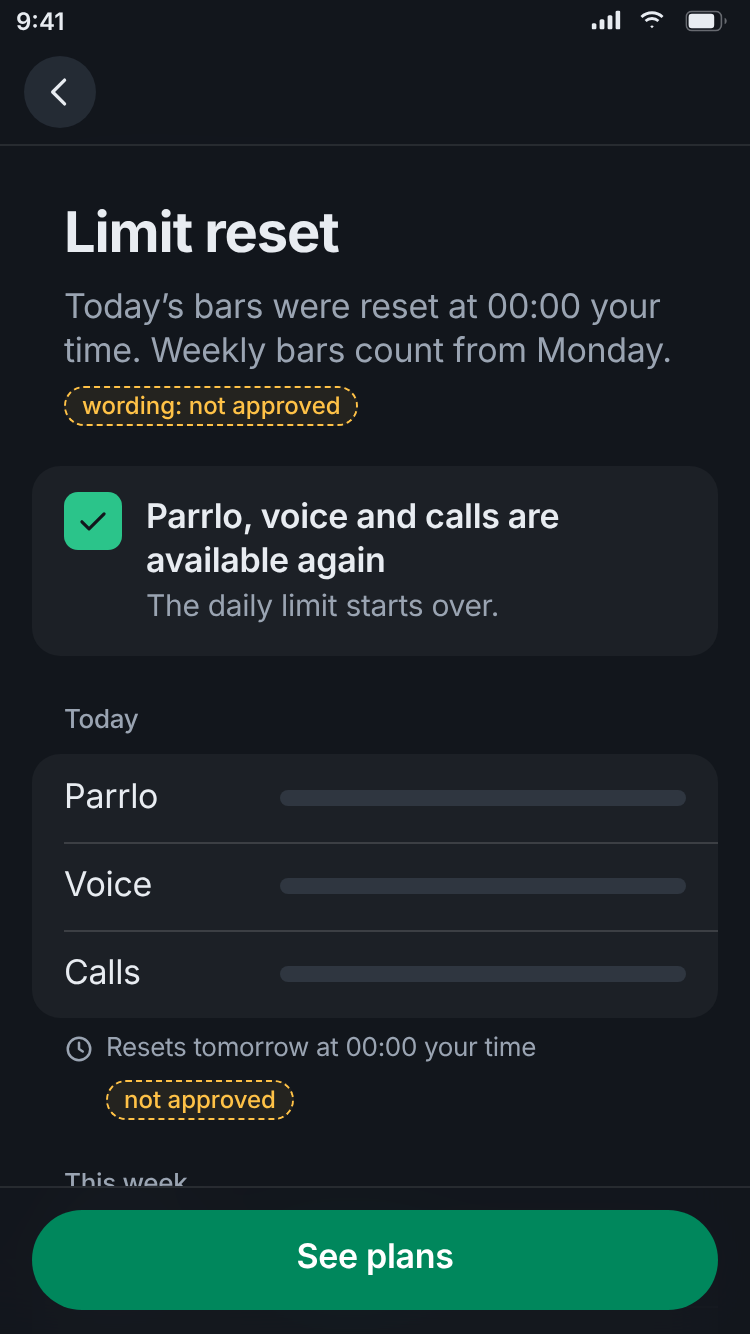 9:41
Limit reset
Today’s bars were reset at 00:00 your
time. Weekly bars count from Monday.
wording: not approved
Parrlo, voice and calls are
available again
The daily limit starts over.
Today
Parrlo
Voice
Calls
Resets tomorrow at 00:00 your time
not approved
This week
See plans